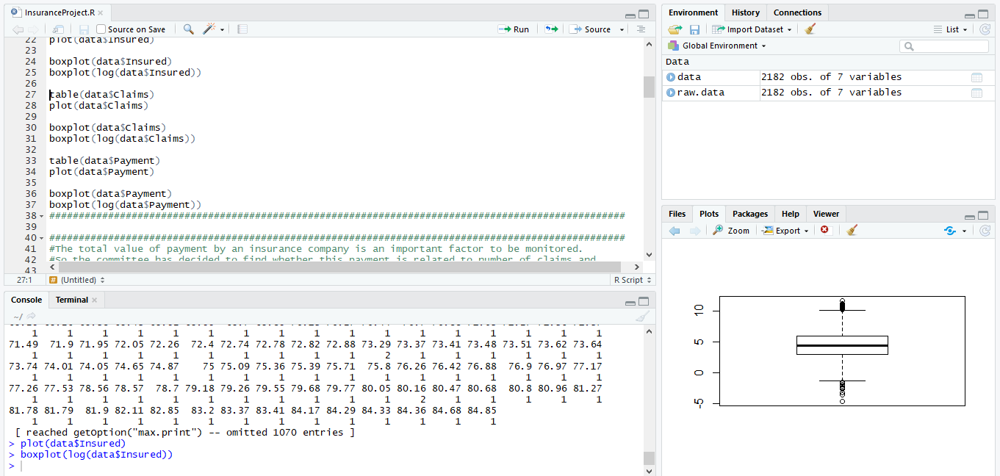 InsuranceProject.R
Source on Save
Run
Source
22 plot(data$Insured)
23
24 boxplot(data$Insured)
25 boxplot(log(data$Insured))
26
27 table(data$Claims)
28 plot(data$Claims)
29
30 boxplot(data$Claims)
31 boxplot(log(data$Claims))
32
33 table(data$Payment)
34 plot(data$Payment)
35
36 boxplot(data$Payment)
37 boxplot(log(data$Payment))
38 ##################################################################################################
39
40 ##################################################################################################
41 #The total value of payment by an insurance company is an important factor to be monitored.
42 #So the committee has decided to find whether this payment is related to number of claims and
43
27:1 # (Untitled) R Script
Console Terminal
~/
1 1 1 1 1 1 1 1 1 1 1 1 1 1 1 1
71.49 71.9 71.95 72.05 72.26 72.4 72.74 72.78 72.82 72.88 73.29 73.37 73.41 73.48 73.51 73.62 73.64
1 1 1 1 1 1 1 1 1 1 2 1 1 1 1 1 1
73.74 74.01 74.05 74.65 74.87 75 75.09 75.36 75.39 75.71 75.8 76.26 76.42 76.88 76.9 76.97 77.17
1 1 1 1 1 1 1 1 1 1 1 1 1 1 1 1 1
77.26 77.53 78.56 78.57 78.7 79.18 79.26 79.55 79.68 79.77 80.05 80.16 80.47 80.68 80.8 80.96 81.27
1 1 1 1 1 1 1 1 1 1 1 2 1 1 1 1 1
81.78 81.79 81.9 82.11 82.85 83.2 83.37 83.41 84.17 84.29 84.33 84.36 84.68 84.85
1 1 1 1 1 1 1 1 1 1 1 1 1 1
[ reached getOption("max.print") -- omitted 1070 entries ]
> plot(data$Insured)
> boxplot(log(data$Insured))
>
Environment History Connections
Import Dataset List
Global Environment
Data
data 2182 obs. of 7 variables
raw.data 2182 obs. of 7 variables
Files Plots Packages Help Viewer
Zoom Export
10
5
0
-5